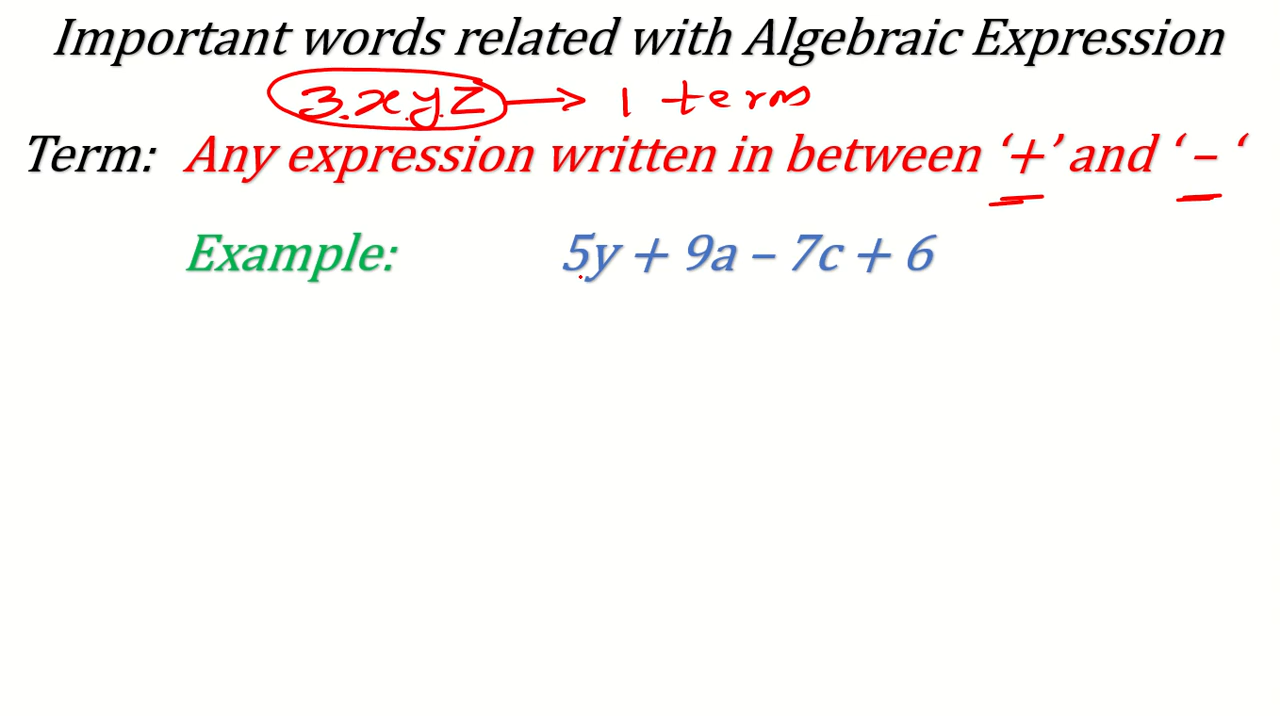 Important words related with Algebraic Expression
3.x.y.z → 1 term
Term: Any expression written in between ‘+’ and ‘ – ‘
Example: 5y + 9a – 7c + 6